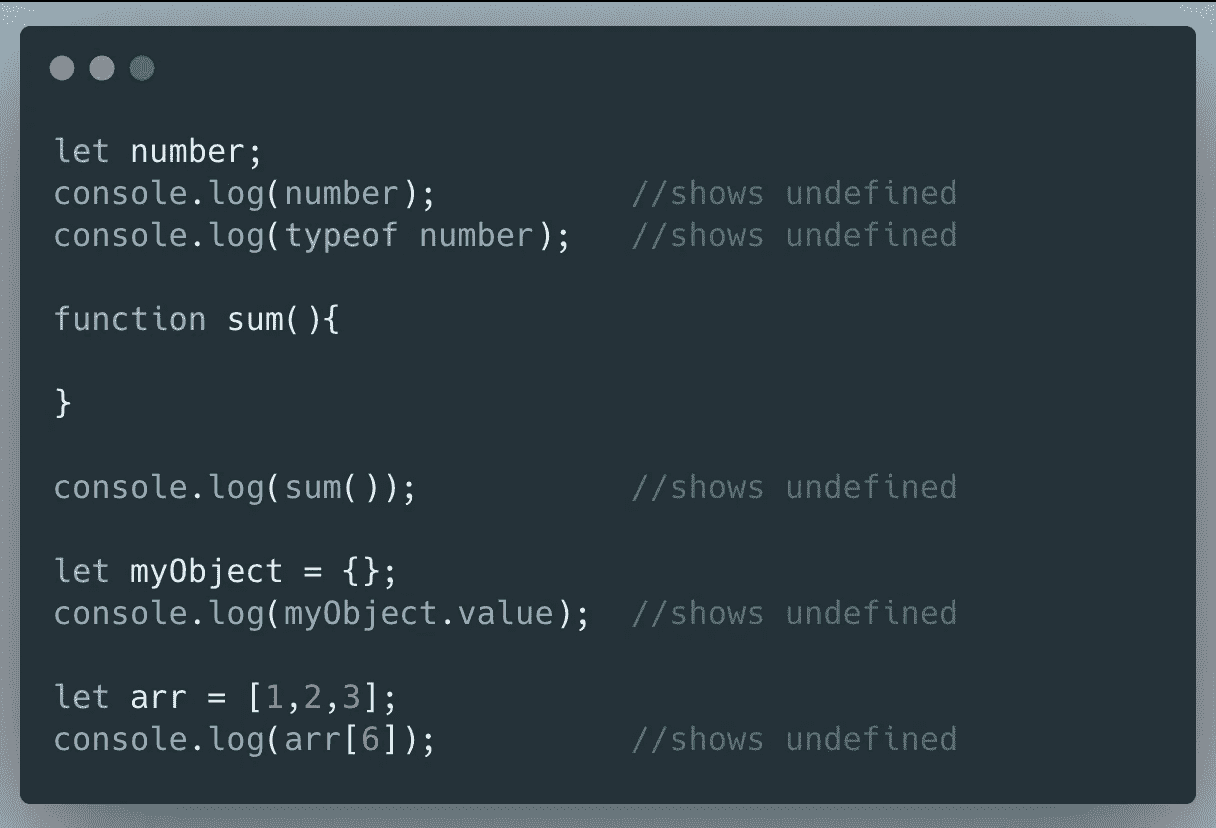 let number;
console.log(number);          //shows undefined
console.log(typeof number);   //shows undefined
function sum(){
}
console.log(sum());           //shows undefined
let myObject = {};
console.log(myObject.value);  //shows undefined
let arr = [1,2,3];
console.log(arr[6]);          //shows undefined